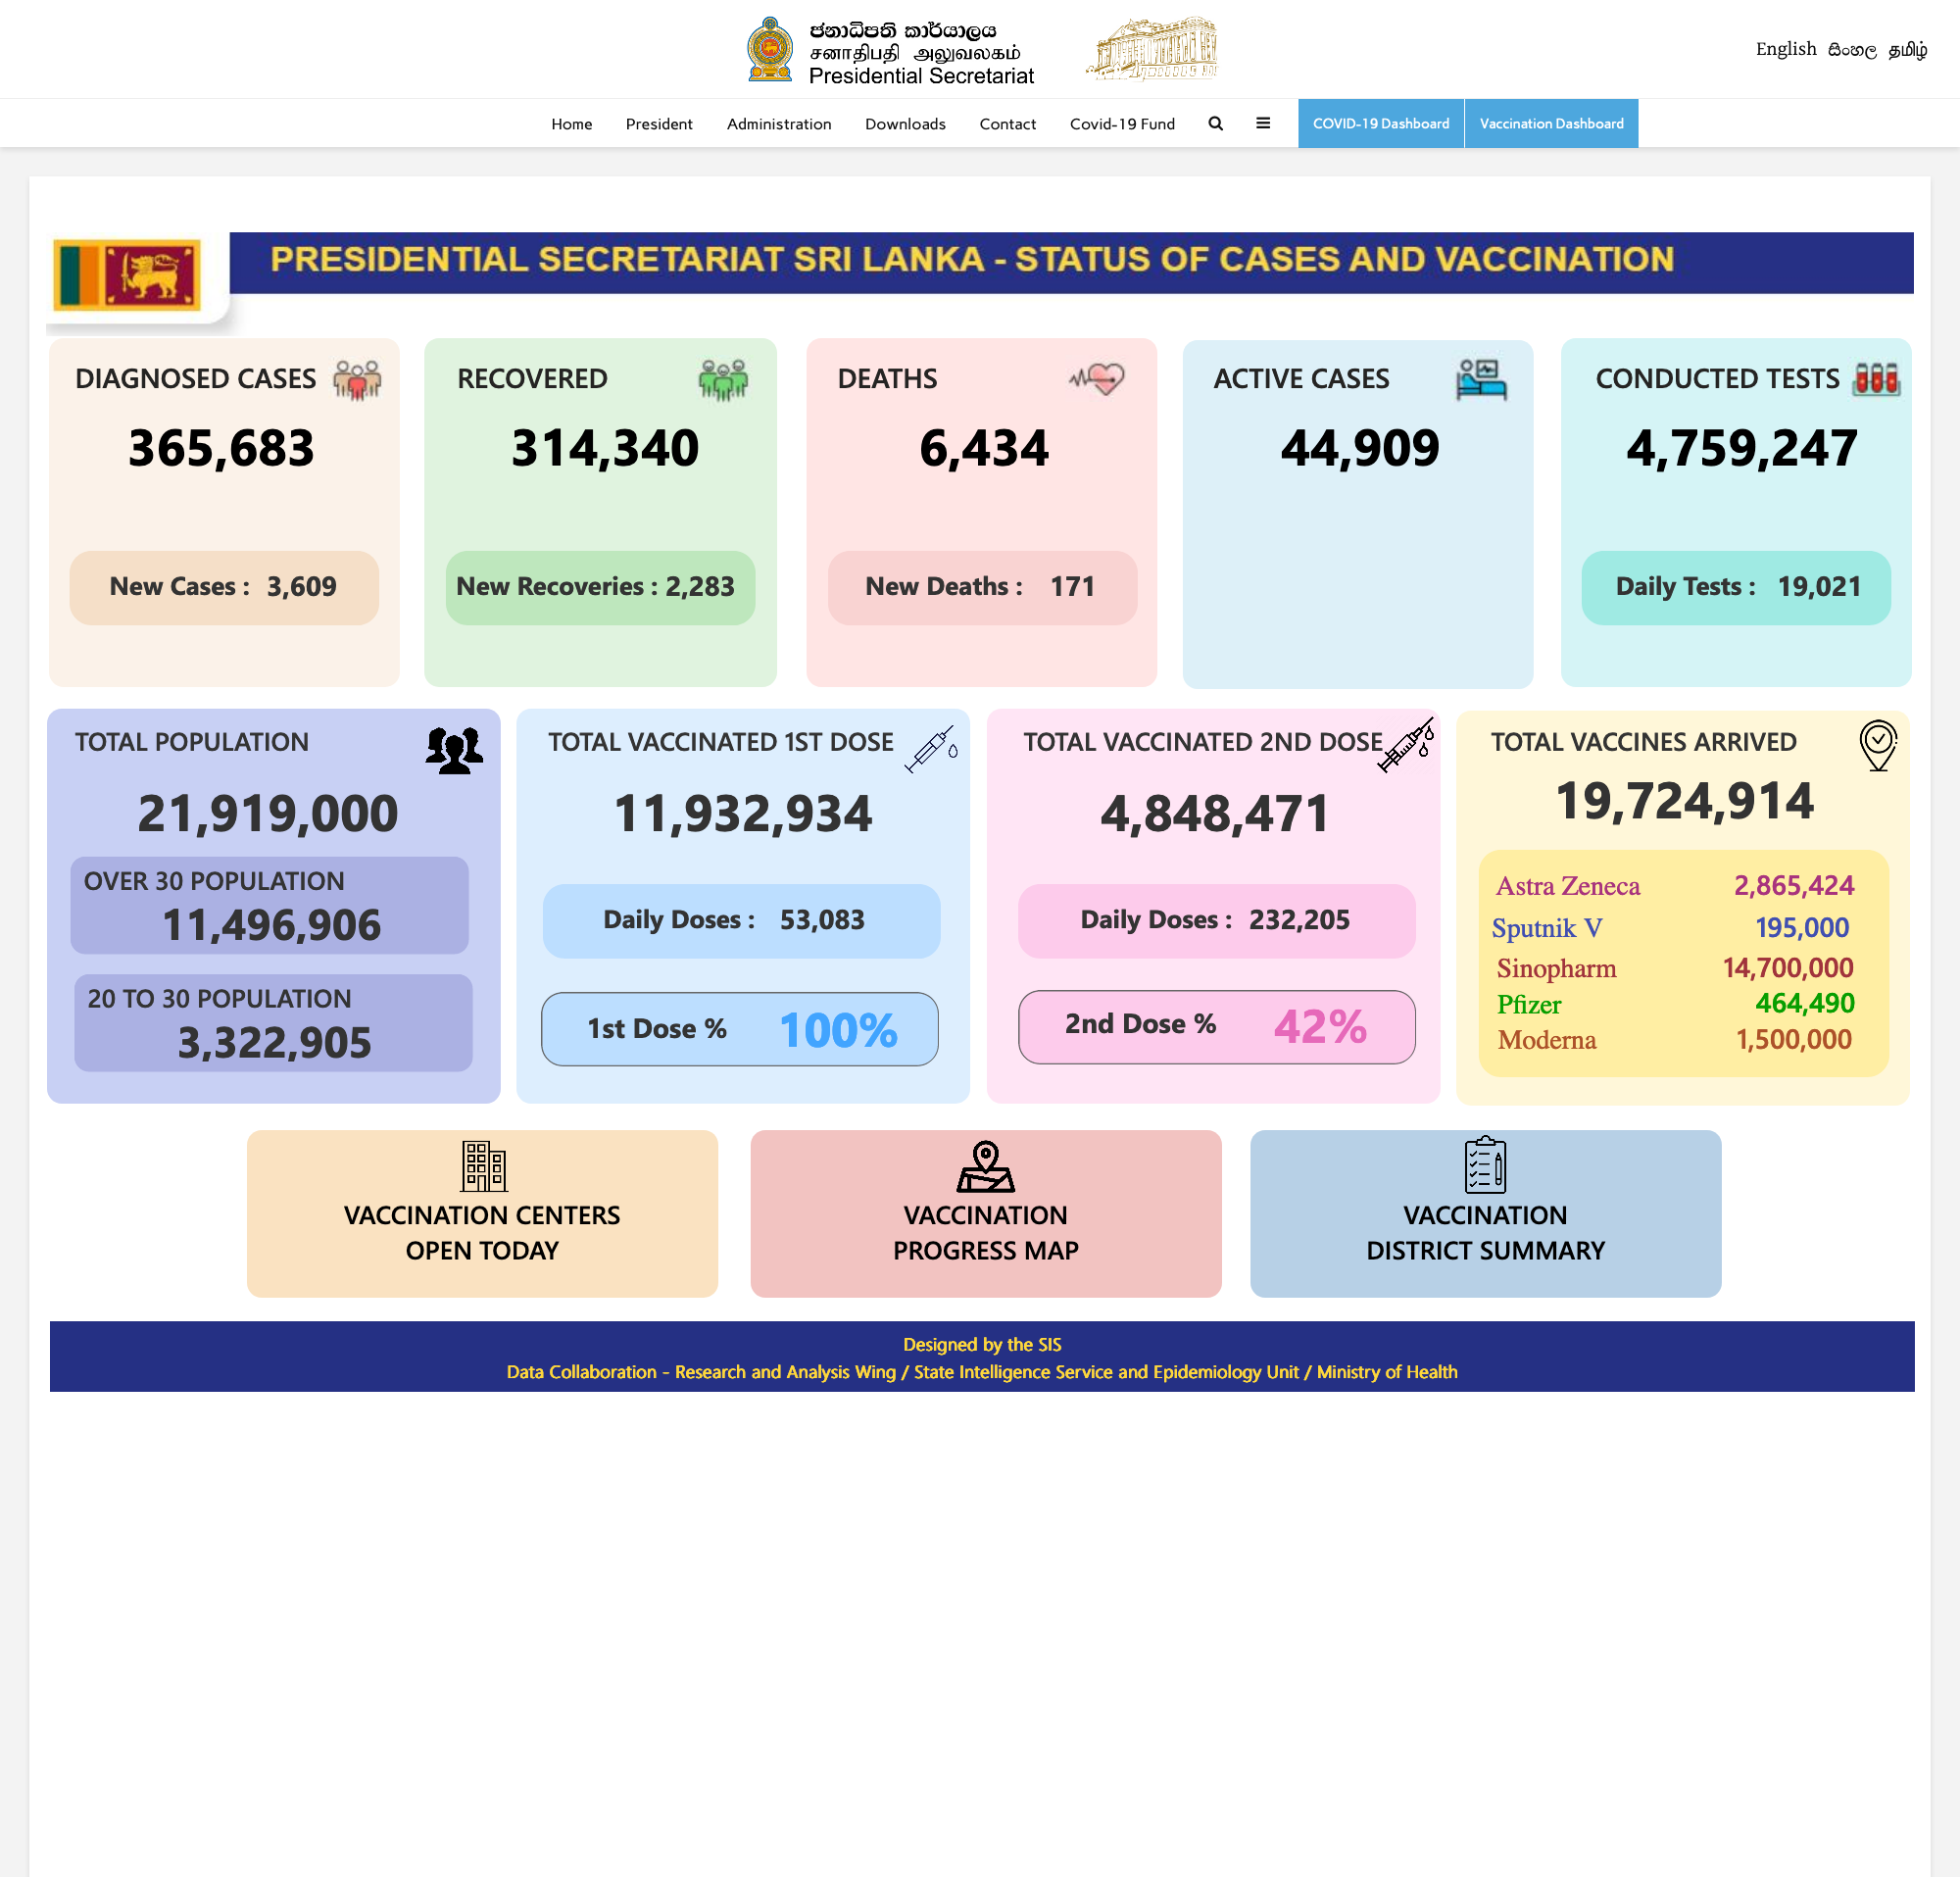 ජනාධිපති කාර්යාලය
சனாதிபதி அலுவலகம்
Presidential Secretariat
English සිංහල தமிழ்
Home President Administration Downloads Contact Covid-19 Fund COVID-19 Dashboard Vaccination Dashboard
PRESIDENTIAL SECRETARIAT SRI LANKA - STATUS OF CASES AND VACCINATION
DIAGNOSED CASES
365,683
New Cases : 3,609
RECOVERED
314,340
New Recoveries : 2,283
DEATHS
6,434
New Deaths : 171
ACTIVE CASES
44,909
CONDUCTED TESTS
4,759,247
Daily Tests : 19,021
TOTAL POPULATION
21,919,000
OVER 30 POPULATION
11,496,906
20 TO 30 POPULATION
3,322,905
TOTAL VACCINATED 1ST DOSE
11,932,934
Daily Doses : 53,083
1st Dose % 100%
TOTAL VACCINATED 2ND DOSE
4,848,471
Daily Doses : 232,205
2nd Dose % 42%
TOTAL VACCINES ARRIVED
19,724,914
Astra Zeneca 2,865,424
Sputnik V 195,000
Sinopharm 14,700,000
Pfizer 464,490
Moderna 1,500,000
VACCINATION CENTERS
OPEN TODAY
VACCINATION
PROGRESS MAP
VACCINATION
DISTRICT SUMMARY
Designed by the SIS
Data Collaboration - Research and Analysis Wing / State Intelligence Service and Epidemiology Unit / Ministry of Health